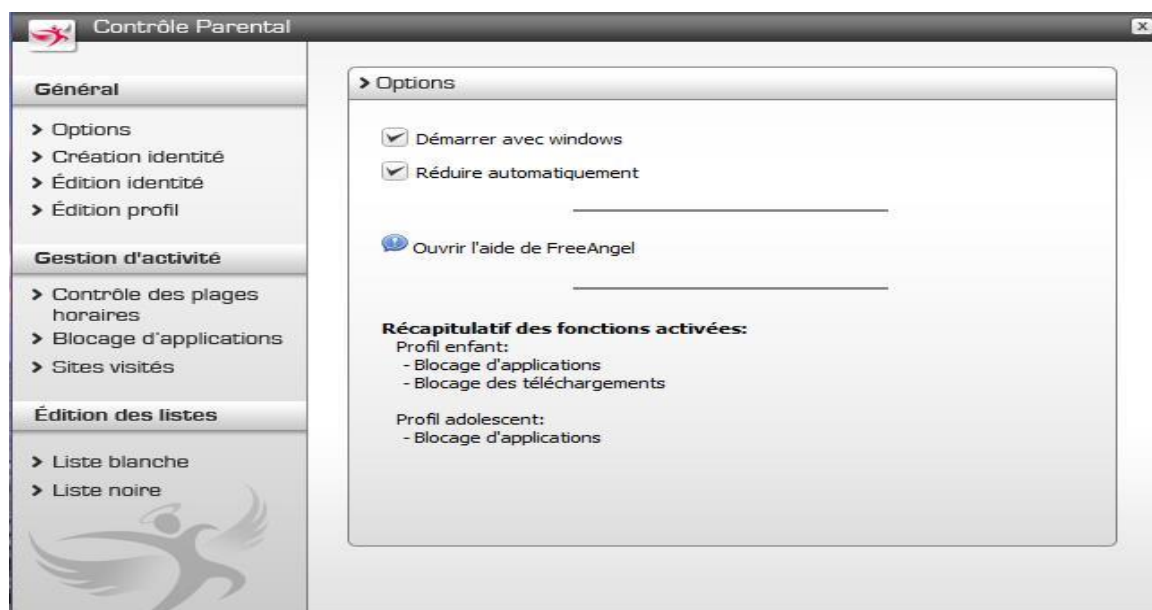 Contrôle Parental
Général
> Options
> Création identité
> Édition identité
> Édition profil
Gestion d'activité
> Contrôle des plages
horaires
> Blocage d'applications
> Sites visités
Édition des listes
> Liste blanche
> Liste noire
> Options
Démarrer avec windows
Réduire automatiquement
Ouvrir l'aide de FreeAngel
Récapitulatif des fonctions activées:
Profil enfant:
- Blocage d'applications
- Blocage des téléchargements
Profil adolescent:
- Blocage d'applications